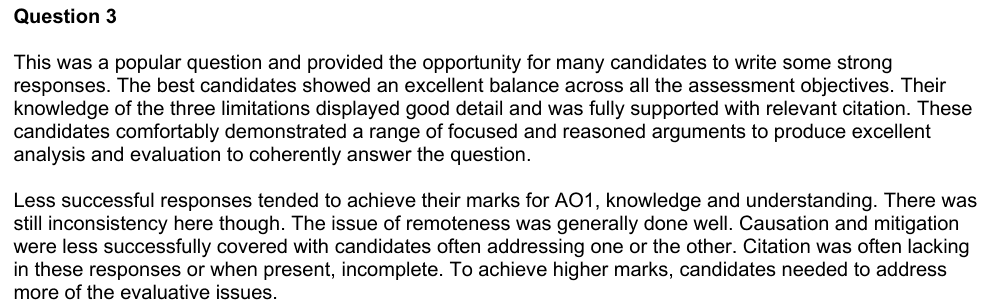 Question 3
This was a popular question and provided the opportunity for many candidates to write some strong
responses. The best candidates showed an excellent balance across all the assessment objectives. Their
knowledge of the three limitations displayed good detail and was fully supported with relevant citation. These
candidates comfortably demonstrated a range of focused and reasoned arguments to produce excellent
analysis and evaluation to coherently answer the question.
Less successful responses tended to achieve their marks for AO1, knowledge and understanding. There was
still inconsistency here though. The issue of remoteness was generally done well. Causation and mitigation
were less successfully covered with candidates often addressing one or the other. Citation was often lacking
in these responses or when present, incomplete. To achieve higher marks, candidates needed to address
more of the evaluative issues.